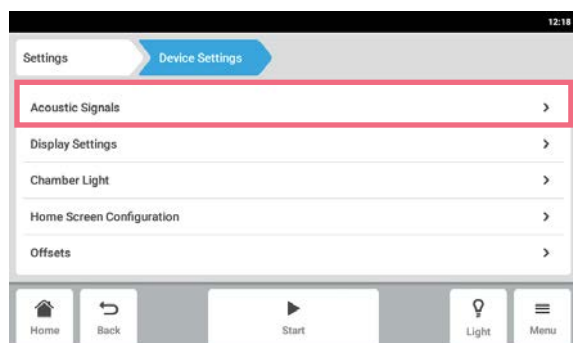 12:18
Settings Device Settings
Acoustic Signals
Display Settings
Chamber Light
Home Screen Configuration
Offsets
Home Back Start Light Menu